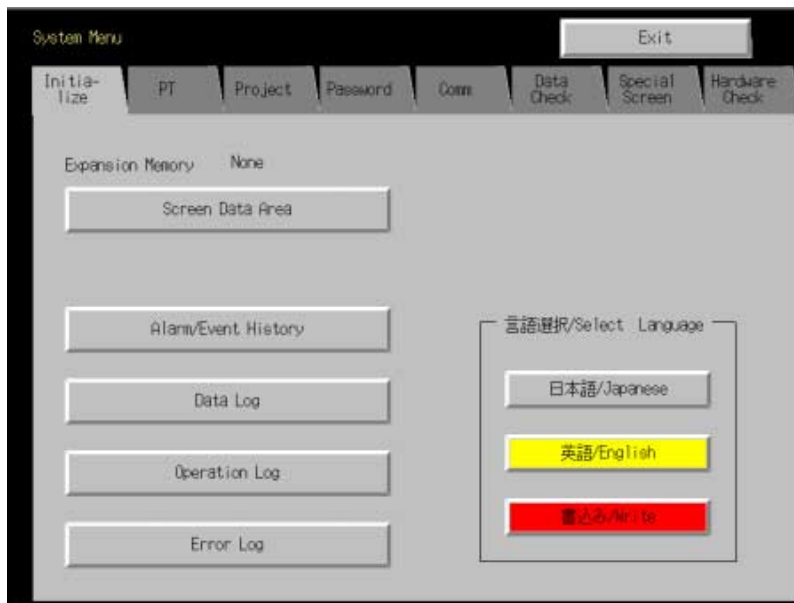 System Menu
Exit
Initia-
lize
PT
Project
Password
Comm
Data
Check
Special
Screen
Hardware
Check
Expansion Memory None
Screen Data Area
Alarm/Event History
Data Log
Operation Log
Error Log
言語選択/Select Language
日本語/Japanese
英語/English
書込み/Write